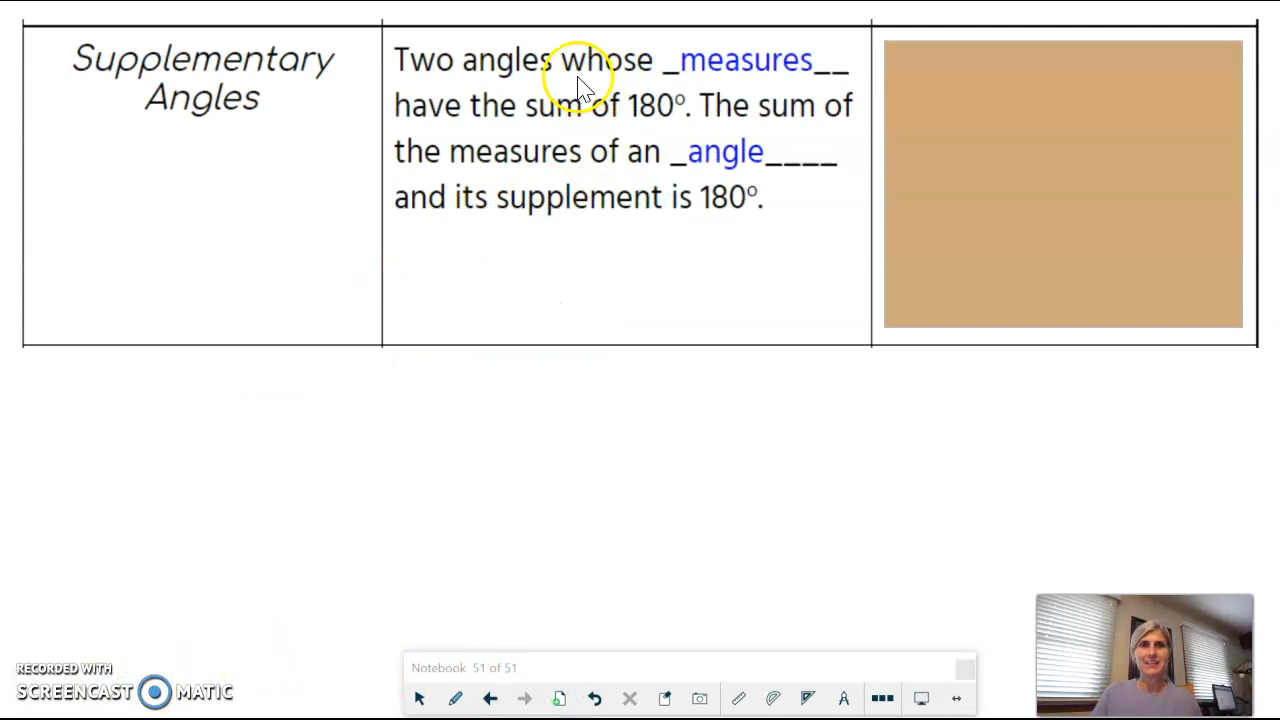 Supplementary
Angles
Two angles whose _measures__
have the sum of 180°. The sum of
the measures of an _angle____
and its supplement is 180°.
RECORDED WITH
SCREENCAST MATIC
Notebook 51 of 51